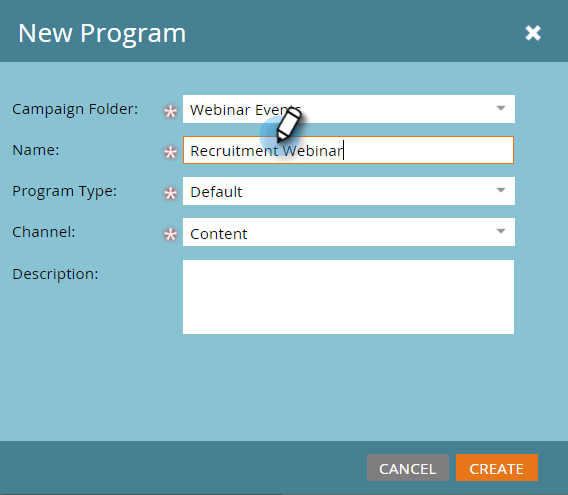 New Program
Campaign Folder: * Webinar Events
Name: * Recruitment Webinar
Program Type: * Default
Channel: * Content
Description:
CANCEL CREATE